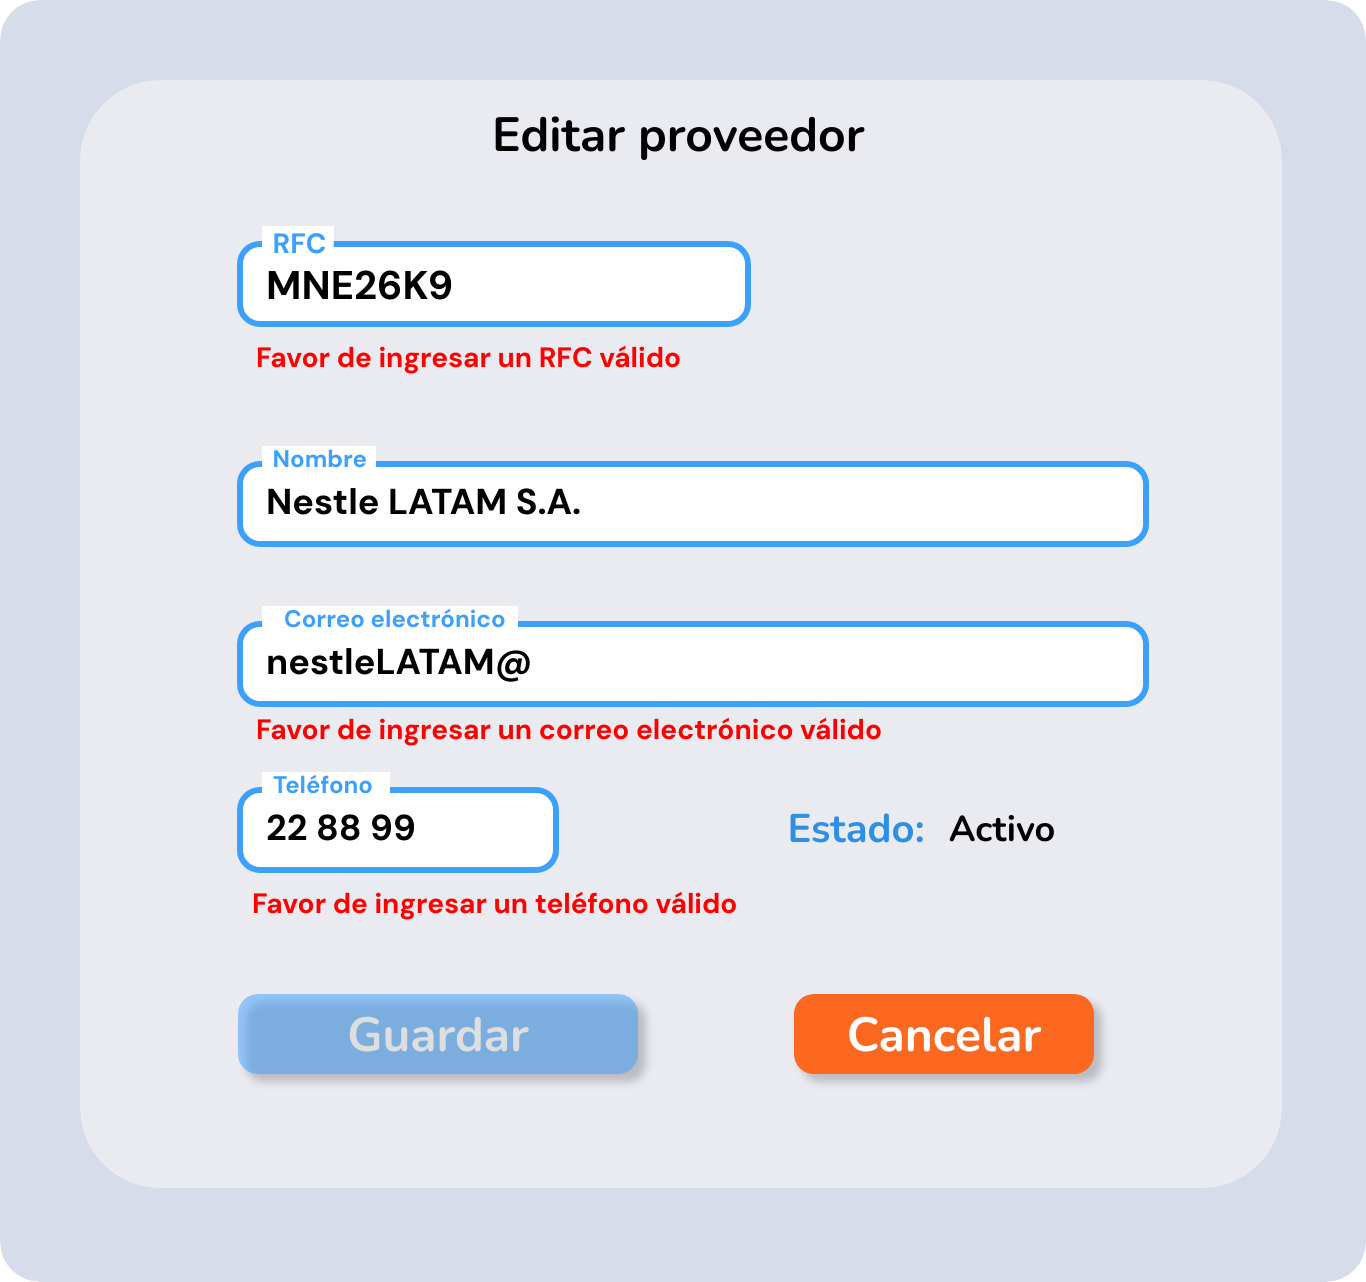 Editar proveedor
RFC
MNE26K9
Favor de ingresar un RFC válido
Nombre
Nestle LATAM S.A.
Correo electrónico
nestleLATAM@
Favor de ingresar un correo electrónico válido
Teléfono
22 88 99
Estado: Activo
Favor de ingresar un teléfono válido
Guardar Cancelar